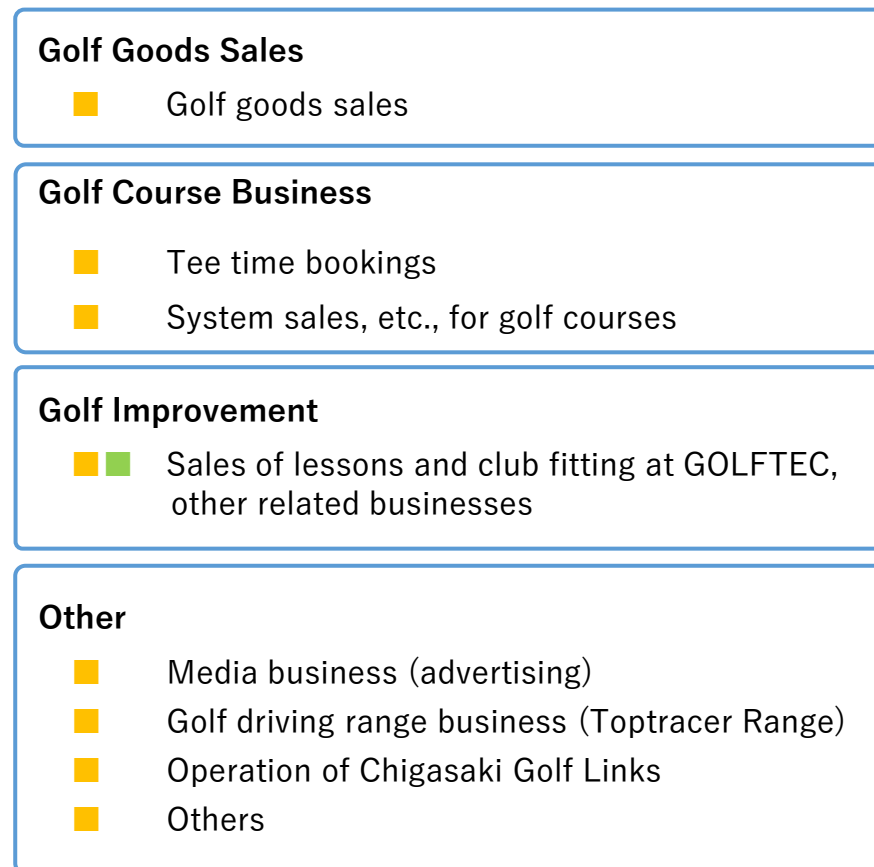 Golf Goods Sales
Golf goods sales
Golf Course Business
Tee time bookings
System sales, etc., for golf courses
Golf Improvement
Sales of lessons and club fitting at GOLFTEC,
other related businesses
Other
Media business (advertising)
Golf driving range business (Toptracer Range)
Operation of Chigasaki Golf Links
Others